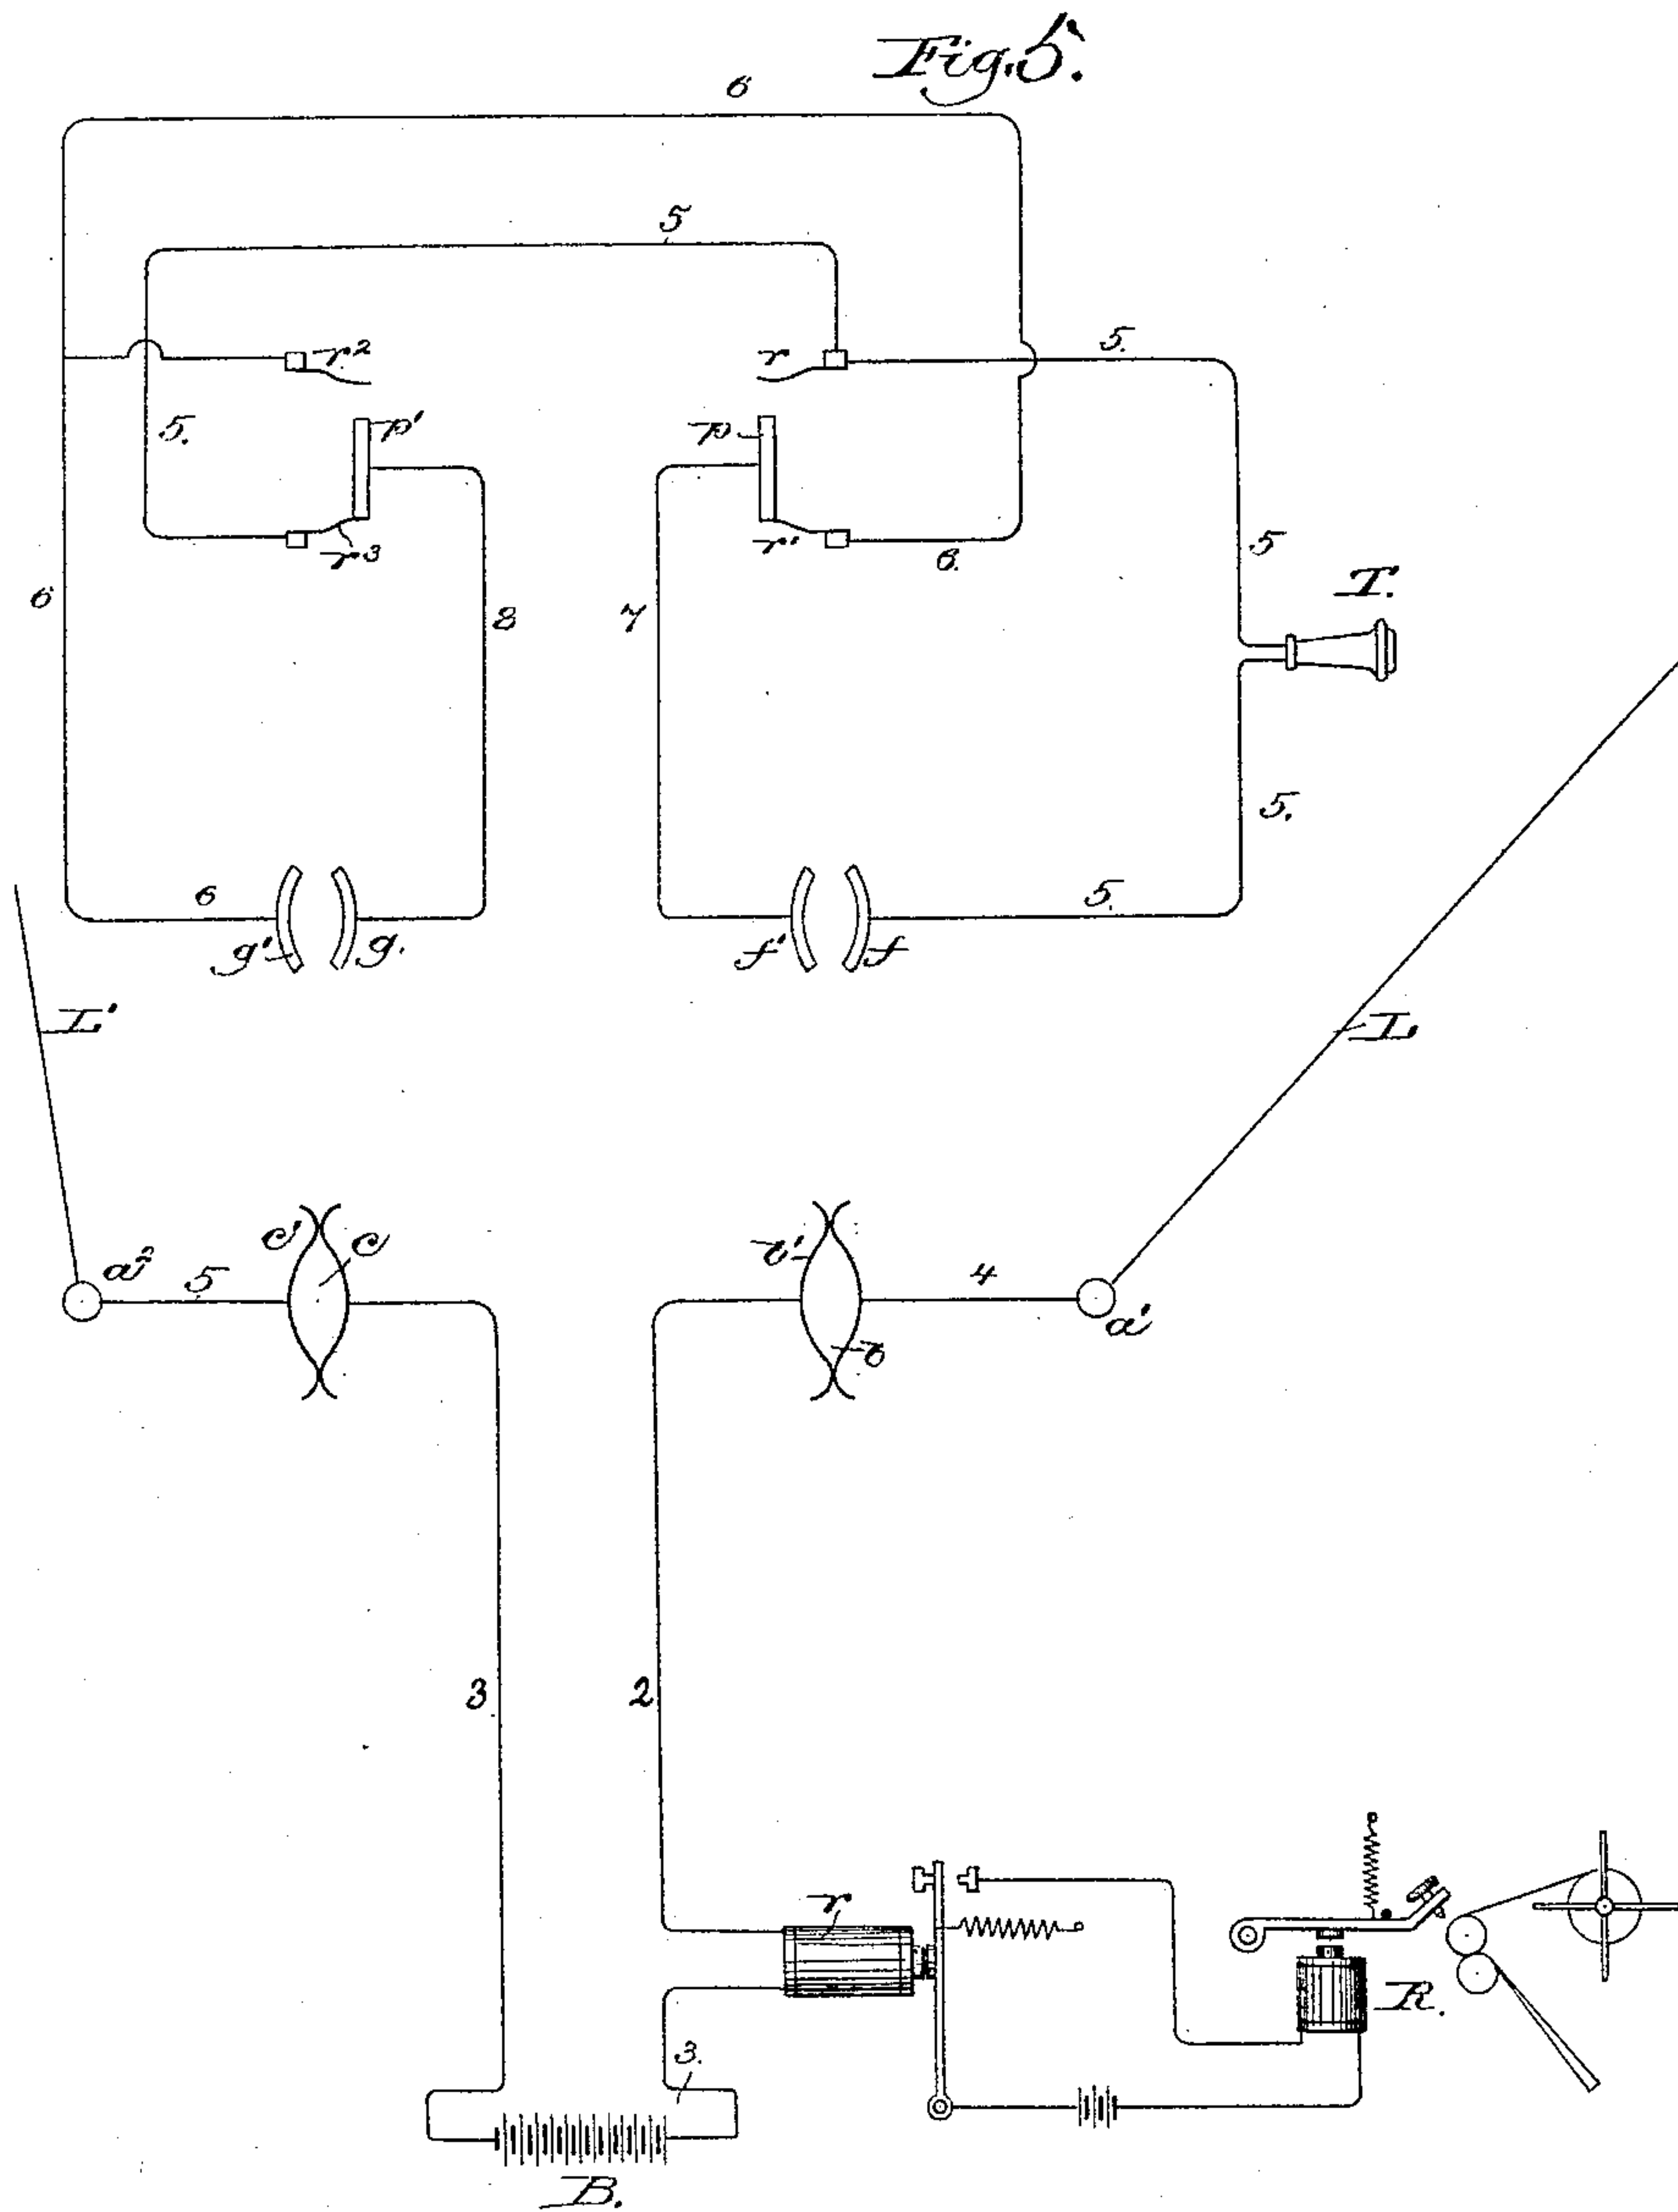 Fig. 5.
6
5
r²
r
5.
5.
p'
p
r³
r'
6.
6
8
7
5
T.
5.
6
5.
g'
g.
f'
f
L'
L
a²
5
c'
c
b'
b
4
a'
3
2
r
R.
3.
B.